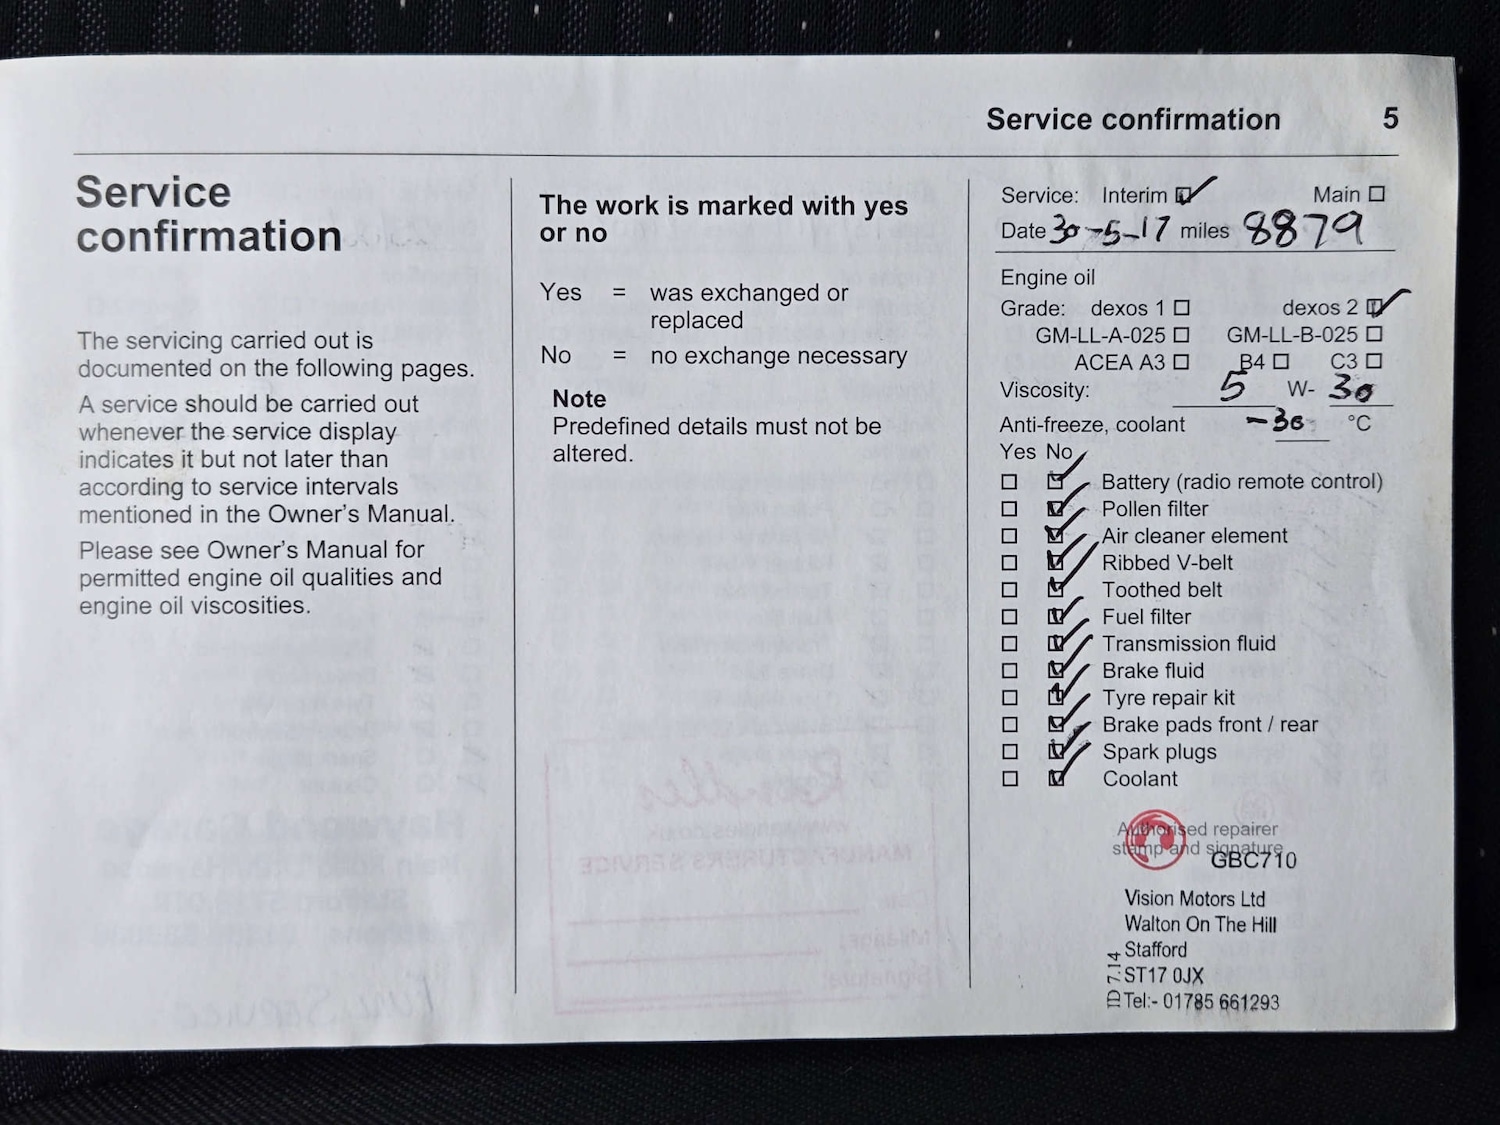 Service confirmation 5
Service
confirmation
The servicing carried out is
documented on the following pages.
A service should be carried out
whenever the service display
indicates it but not later than
according to service intervals
mentioned in the Owner's Manual.
Please see Owner's Manual for
permitted engine oil qualities and
engine oil viscosities.
The work is marked with yes
or no
Yes = was exchanged or
replaced
No = no exchange necessary
Note
Predefined details must not be
altered.
Service: Interim ☑ Main ☐
Date 30-5-17 miles 8879
Engine oil
Grade: dexos 1 ☐ dexos 2 ☑
GM-LL-A-025 ☐ GM-LL-B-025 ☐
ACEA A3 ☐ B4 ☐ C3 ☐
Viscosity: 5 W- 30
Anti-freeze, coolant -30 °C
Yes No
☐ ☑ Battery (radio remote control)
☐ ☑ Pollen filter
☐ ☑ Air cleaner element
☐ ☑ Ribbed V-belt
☐ ☑ Toothed belt
☐ ☑ Fuel filter
☐ ☑ Transmission fluid
☐ ☑ Brake fluid
☐ ☑ Tyre repair kit
☐ ☑ Brake pads front / rear
☐ ☑ Spark plugs
☐ ☑ Coolant
Authorised repairer
stamp and signature
GBC710
Vision Motors Ltd
Walton On The Hill
Stafford
ST17 0JX
Tel:- 01785 661293
ID 7.14